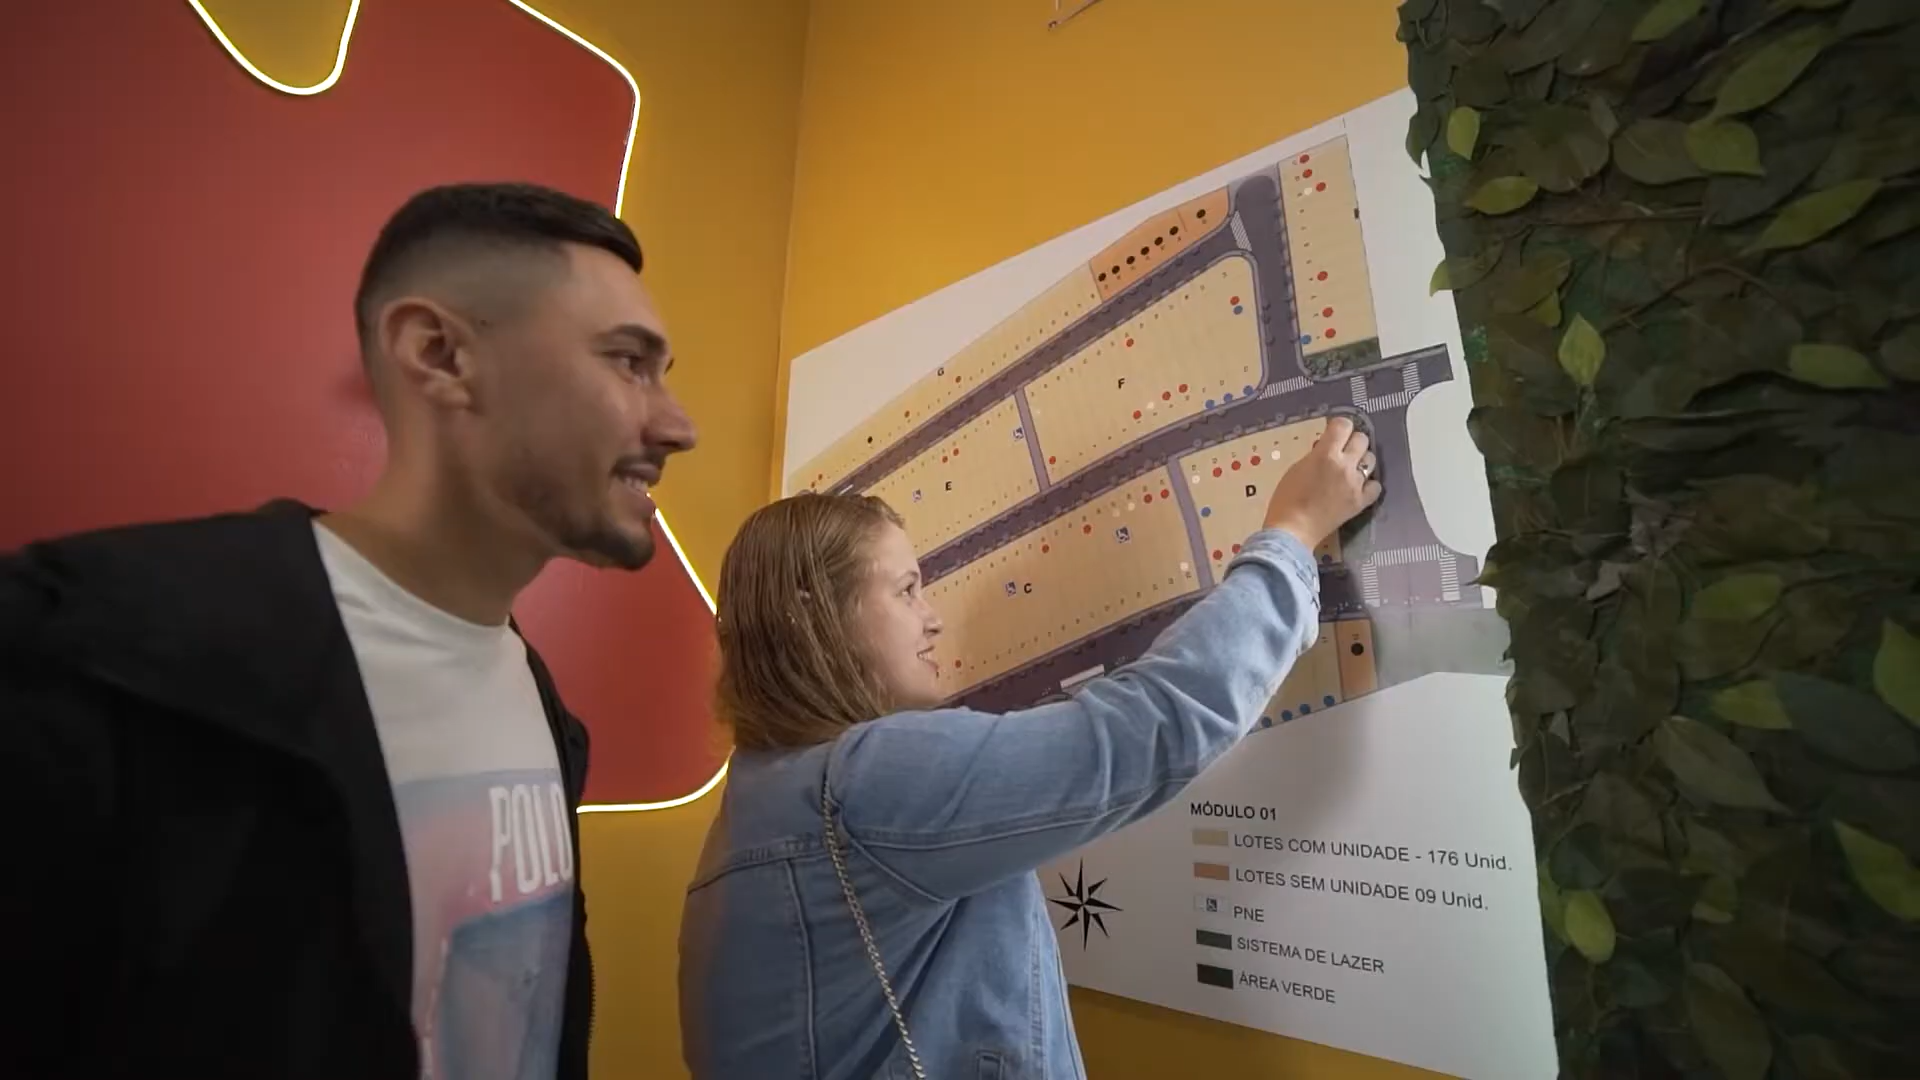 G
F
E
D
C
POLO
MÓDULO 01
LOTES COM UNIDADE - 176 Unid.
LOTES SEM UNIDADE 09 Unid.
PNE
SISTEMA DE LAZER
ÁREA VERDE